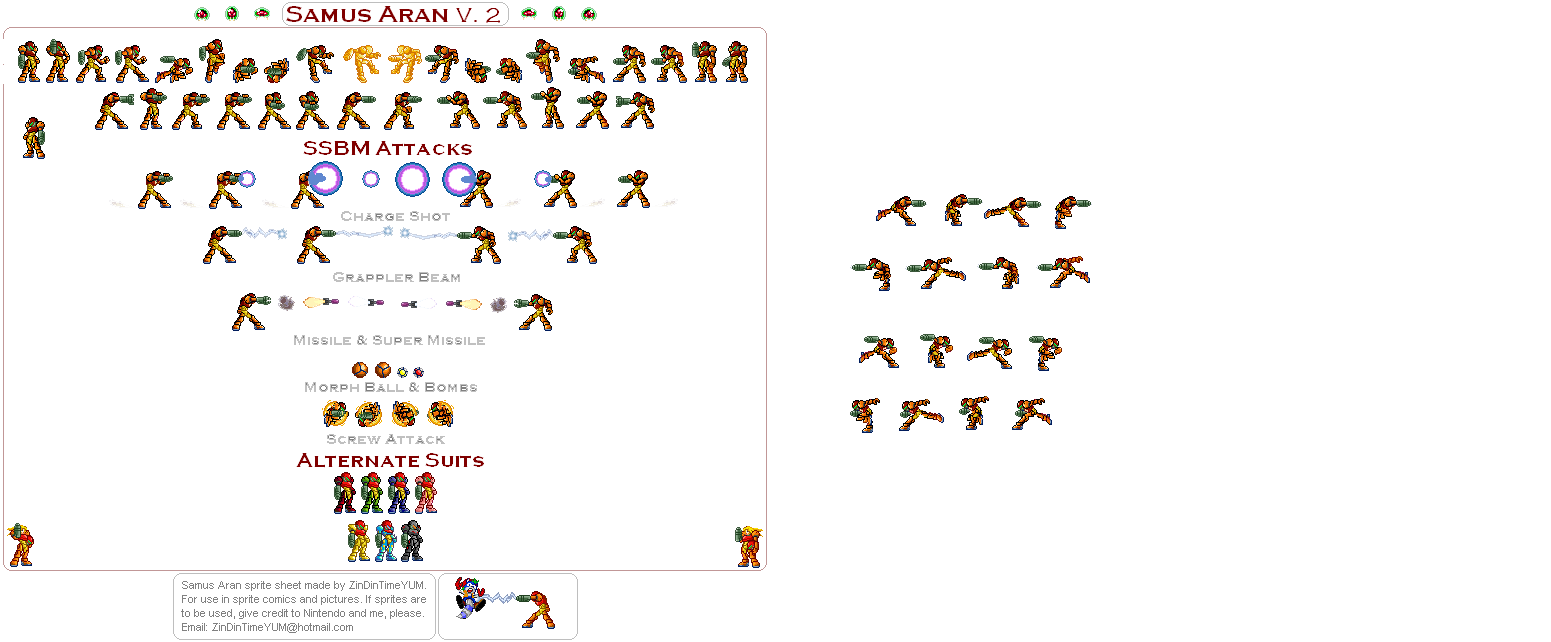 Samus Aran V. 2
SSBM Attacks
Charge Shot
Grappler Beam
Missile & Super Missile
Morph Ball & Bombs
Screw Attack
Alternate Suits
Samus Aran sprite sheet made by ZinDinTimeYUM.
For use in sprite comics and pictures. If sprites are
to be used, give credit to Nintendo and me, please.
Email: ZinDinTimeYUM@hotmail.com